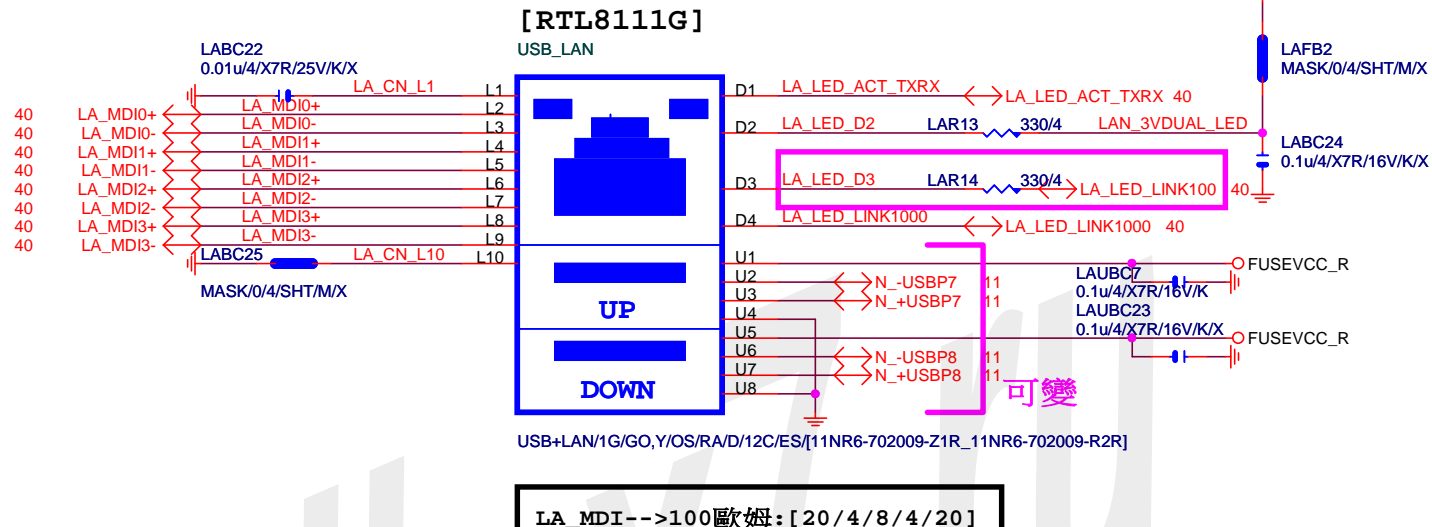 [RTL8111G]
USB_LAN
LABC22
0.01u/4/X7R/25V/K/X
LAFB2
MASK/0/4/SHT/M/X
LA_CN_L1 L1 D1 LA_LED_ACT_TXRX LA_LED_ACT_TXRX 40
40 LA_MDI0+ LA_MDI0+ L2
40 LA_MDI0- LA_MDI0- L3 D2 LA_LED_D2 LAR13 330/4 LAN_3VDUAL_LED
40 LA_MDI1+ LA_MDI1+ L4
LABC24
0.1u/4/X7R/16V/K/X
40 LA_MDI1- LA_MDI1- L5
40 LA_MDI2+ LA_MDI2+ L6 D3 LA_LED_D3 LAR14 330/4 LA_LED_LINK100 40
40 LA_MDI2- LA_MDI2- L7
40 LA_MDI3+ LA_MDI3+ L8 D4 LA_LED_LINK1000 LA_LED_LINK1000 40
40 LA_MDI3- LA_MDI3- L9
LABC25 LA_CN_L10 L10 U1 FUSEVCC_R
MASK/0/4/SHT/M/X
U2 N_-USBP7 11
LAUBC7
0.1u/4/X7R/16V/K
U3 N_+USBP7 11
UP
U4
LAUBC23
0.1u/4/X7R/16V/K/X
U5 FUSEVCC_R
U6 N_-USBP8 11
U7 N_+USBP8 11
DOWN
U8
可變
USB+LAN/1G/GO,Y/OS/RA/D/12C/ES/[11NR6-702009-Z1R_11NR6-702009-R2R]
LA_MDI-->100歐姆:[20/4/8/4/20]